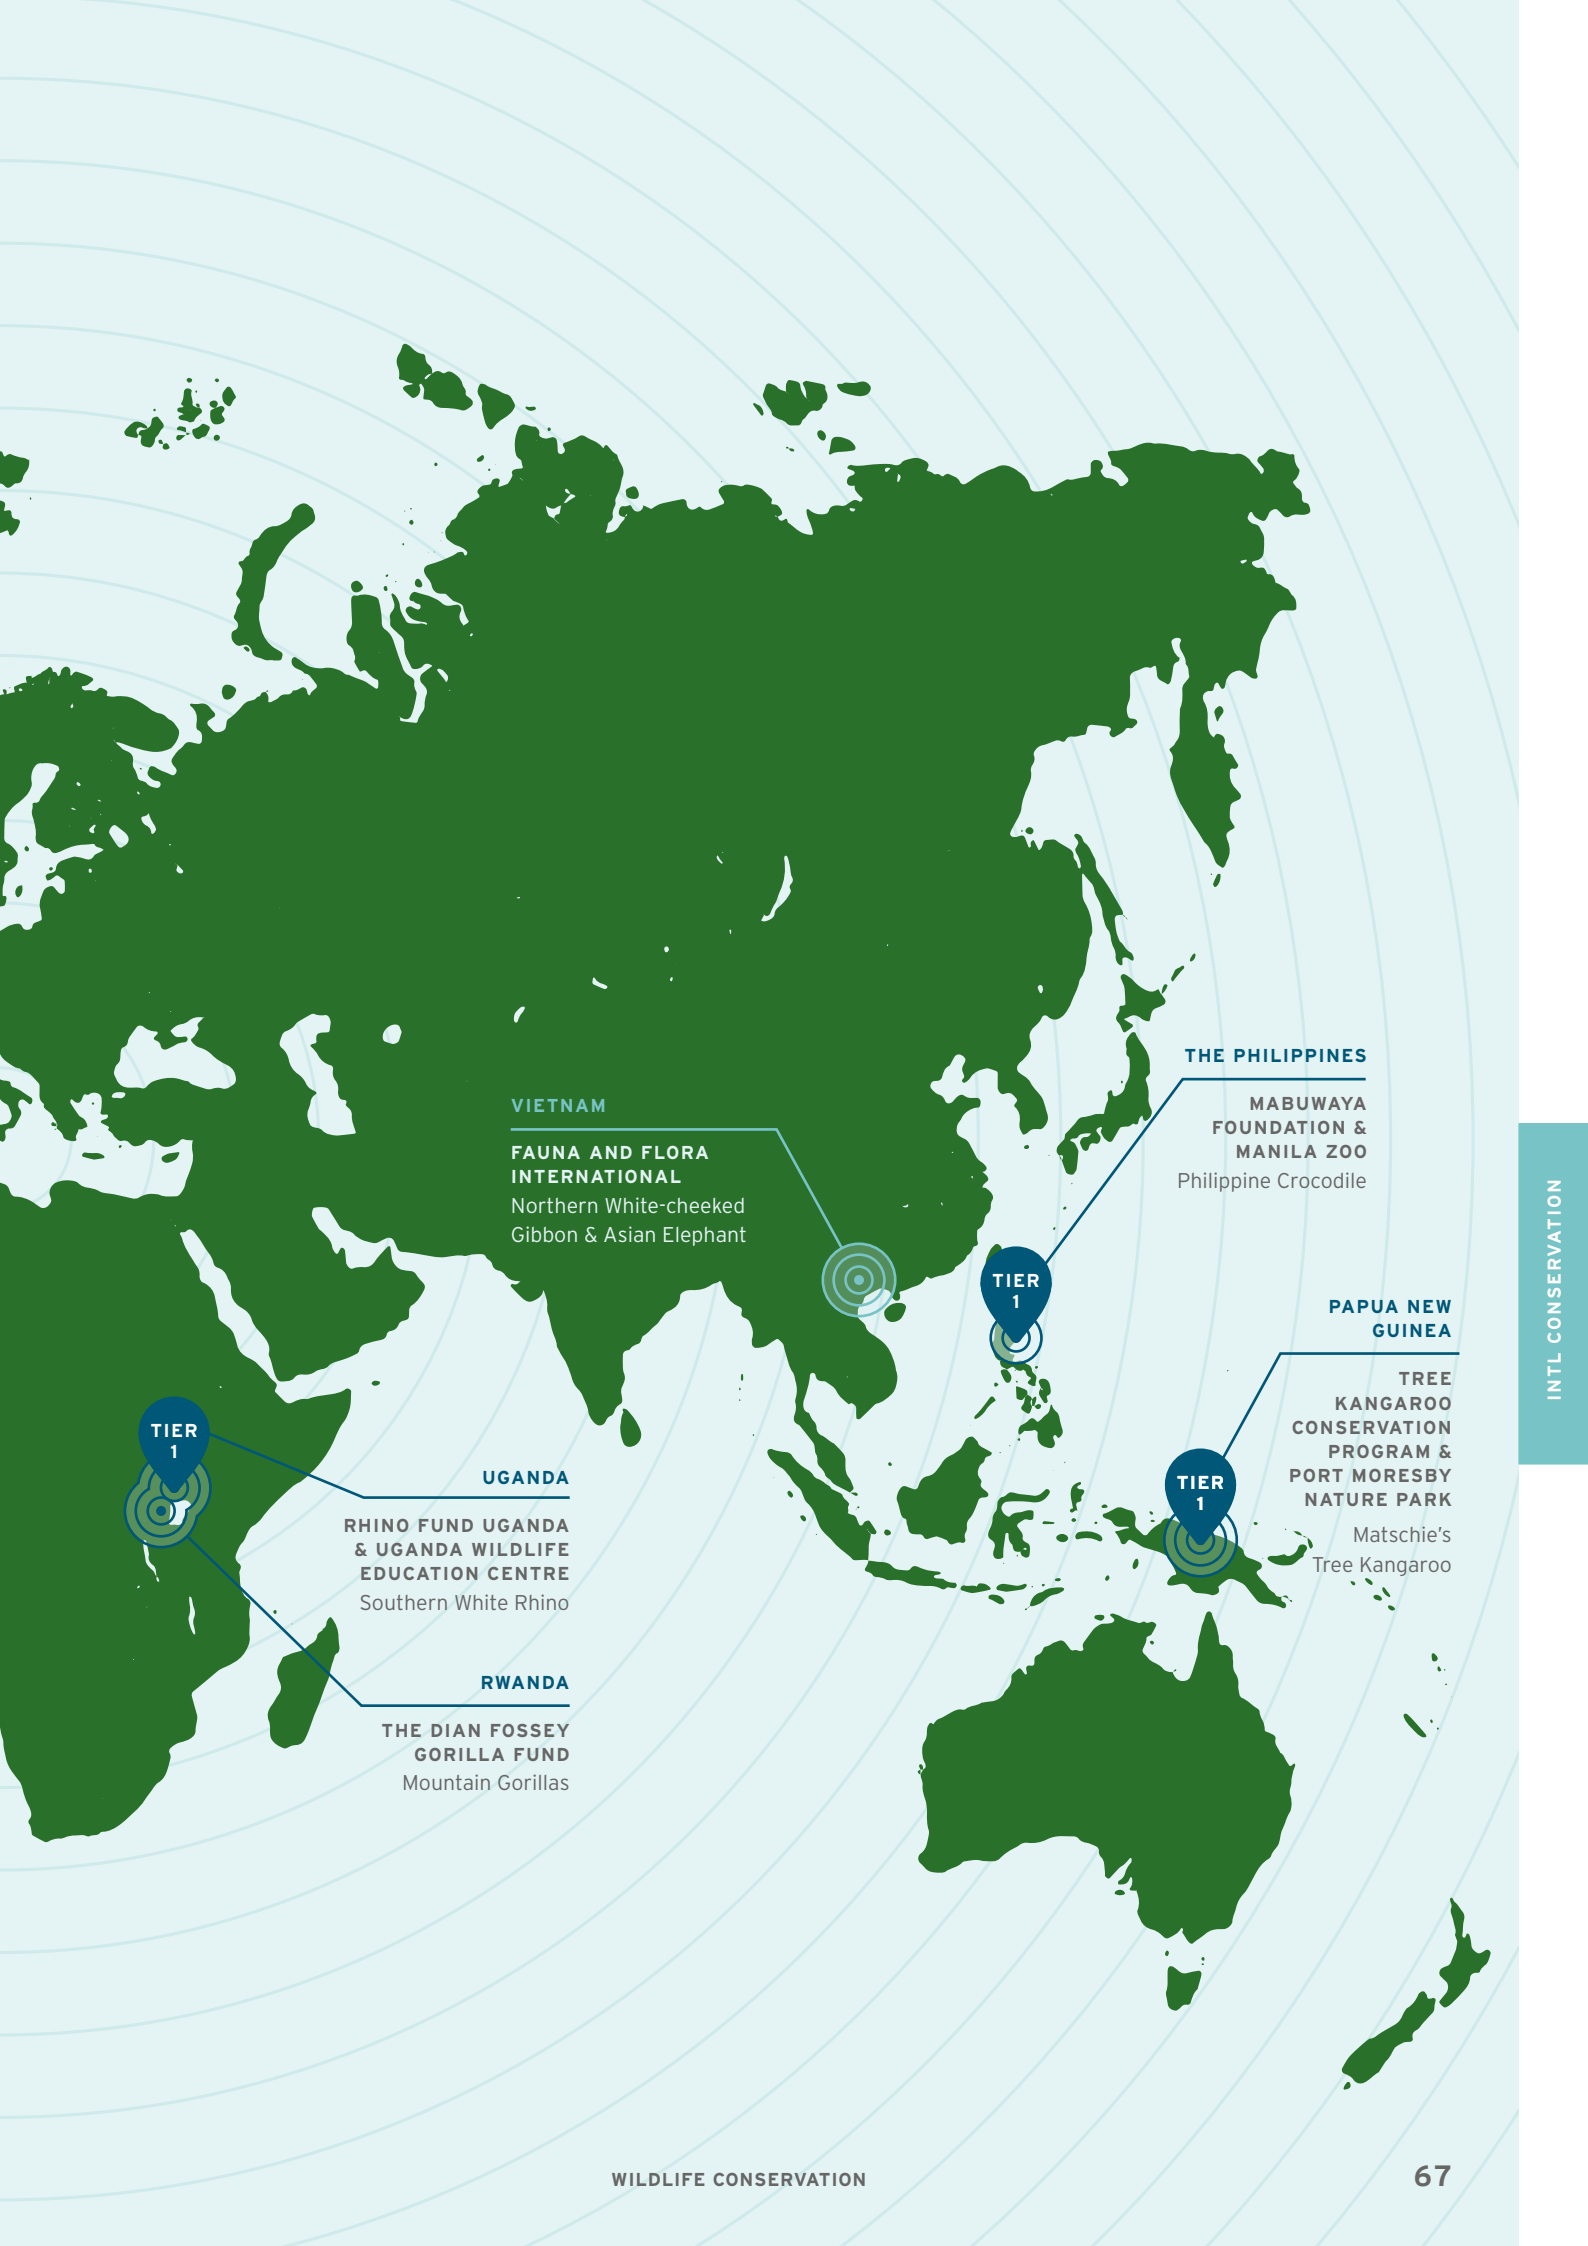 THE PHILIPPINES
MABUWAYA
FOUNDATION &
MANILA ZOO
Philippine Crocodile
VIETNAM
FAUNA AND FLORA
INTERNATIONAL
Northern White-cheeked
Gibbon & Asian Elephant
TIER
1
PAPUA NEW
GUINEA
TREE
KANGAROO
CONSERVATION
PROGRAM &
PORT MORESBY
NATURE PARK
Matschie's
Tree Kangaroo
TIER
1
TIER
1
UGANDA
RHINO FUND UGANDA
& UGANDA WILDLIFE
EDUCATION CENTRE
Southern White Rhino
RWANDA
THE DIAN FOSSEY
GORILLA FUND
Mountain Gorillas
INTL CONSERVATION
WILDLIFE CONSERVATION
67